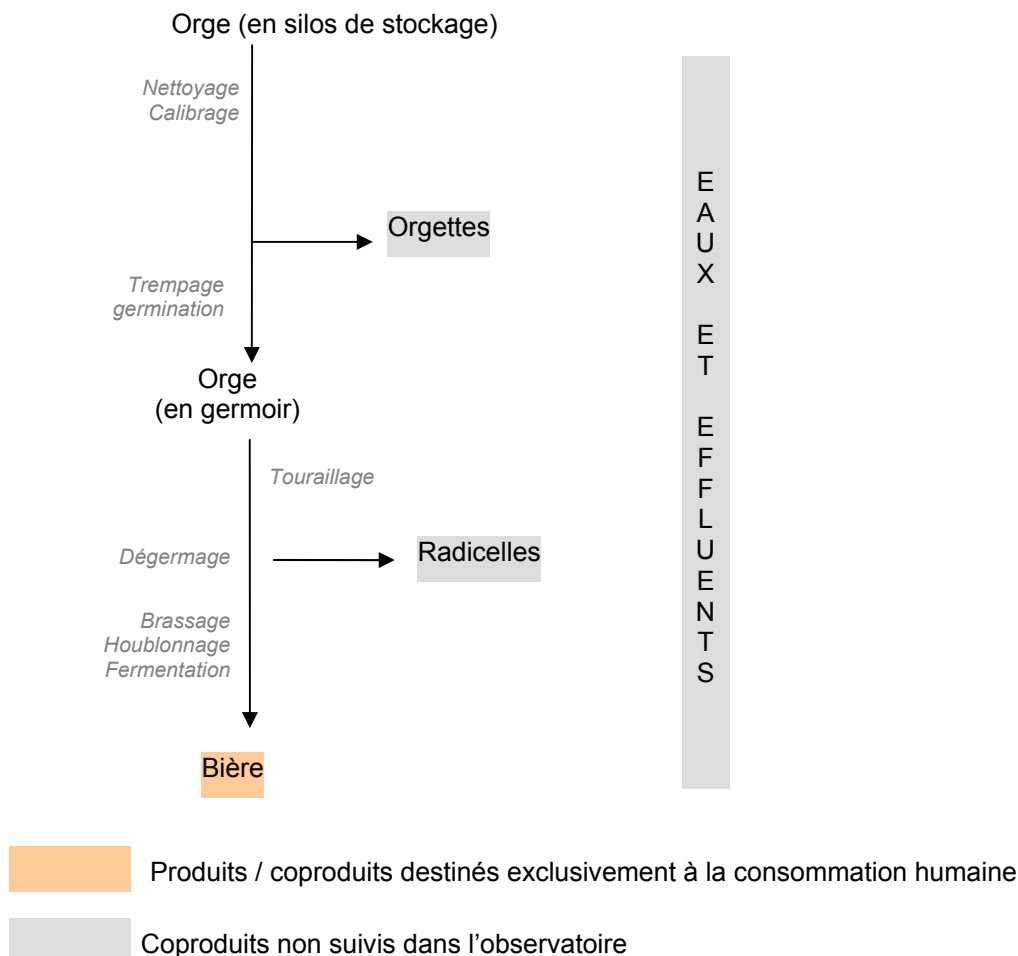 Orge (en silos de stockage)
Nettoyage
Calibrage
Orgettes
Trempage
germination
Orge
(en germoir)
Touraillage
Dégermage
Radicelles
Brassage
Houblonnage
Fermentation
Bière
E
A
U
X
E
T
E
F
F
L
U
E
N
T
S
Produits / coproduits destinés exclusivement à la consommation humaine
Coproduits non suivis dans l’observatoire